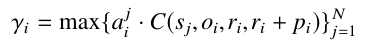 γ_i = max{a_i^j · C(s_j, o_i, r_i, r_i + p_i)}_{j=1}^N